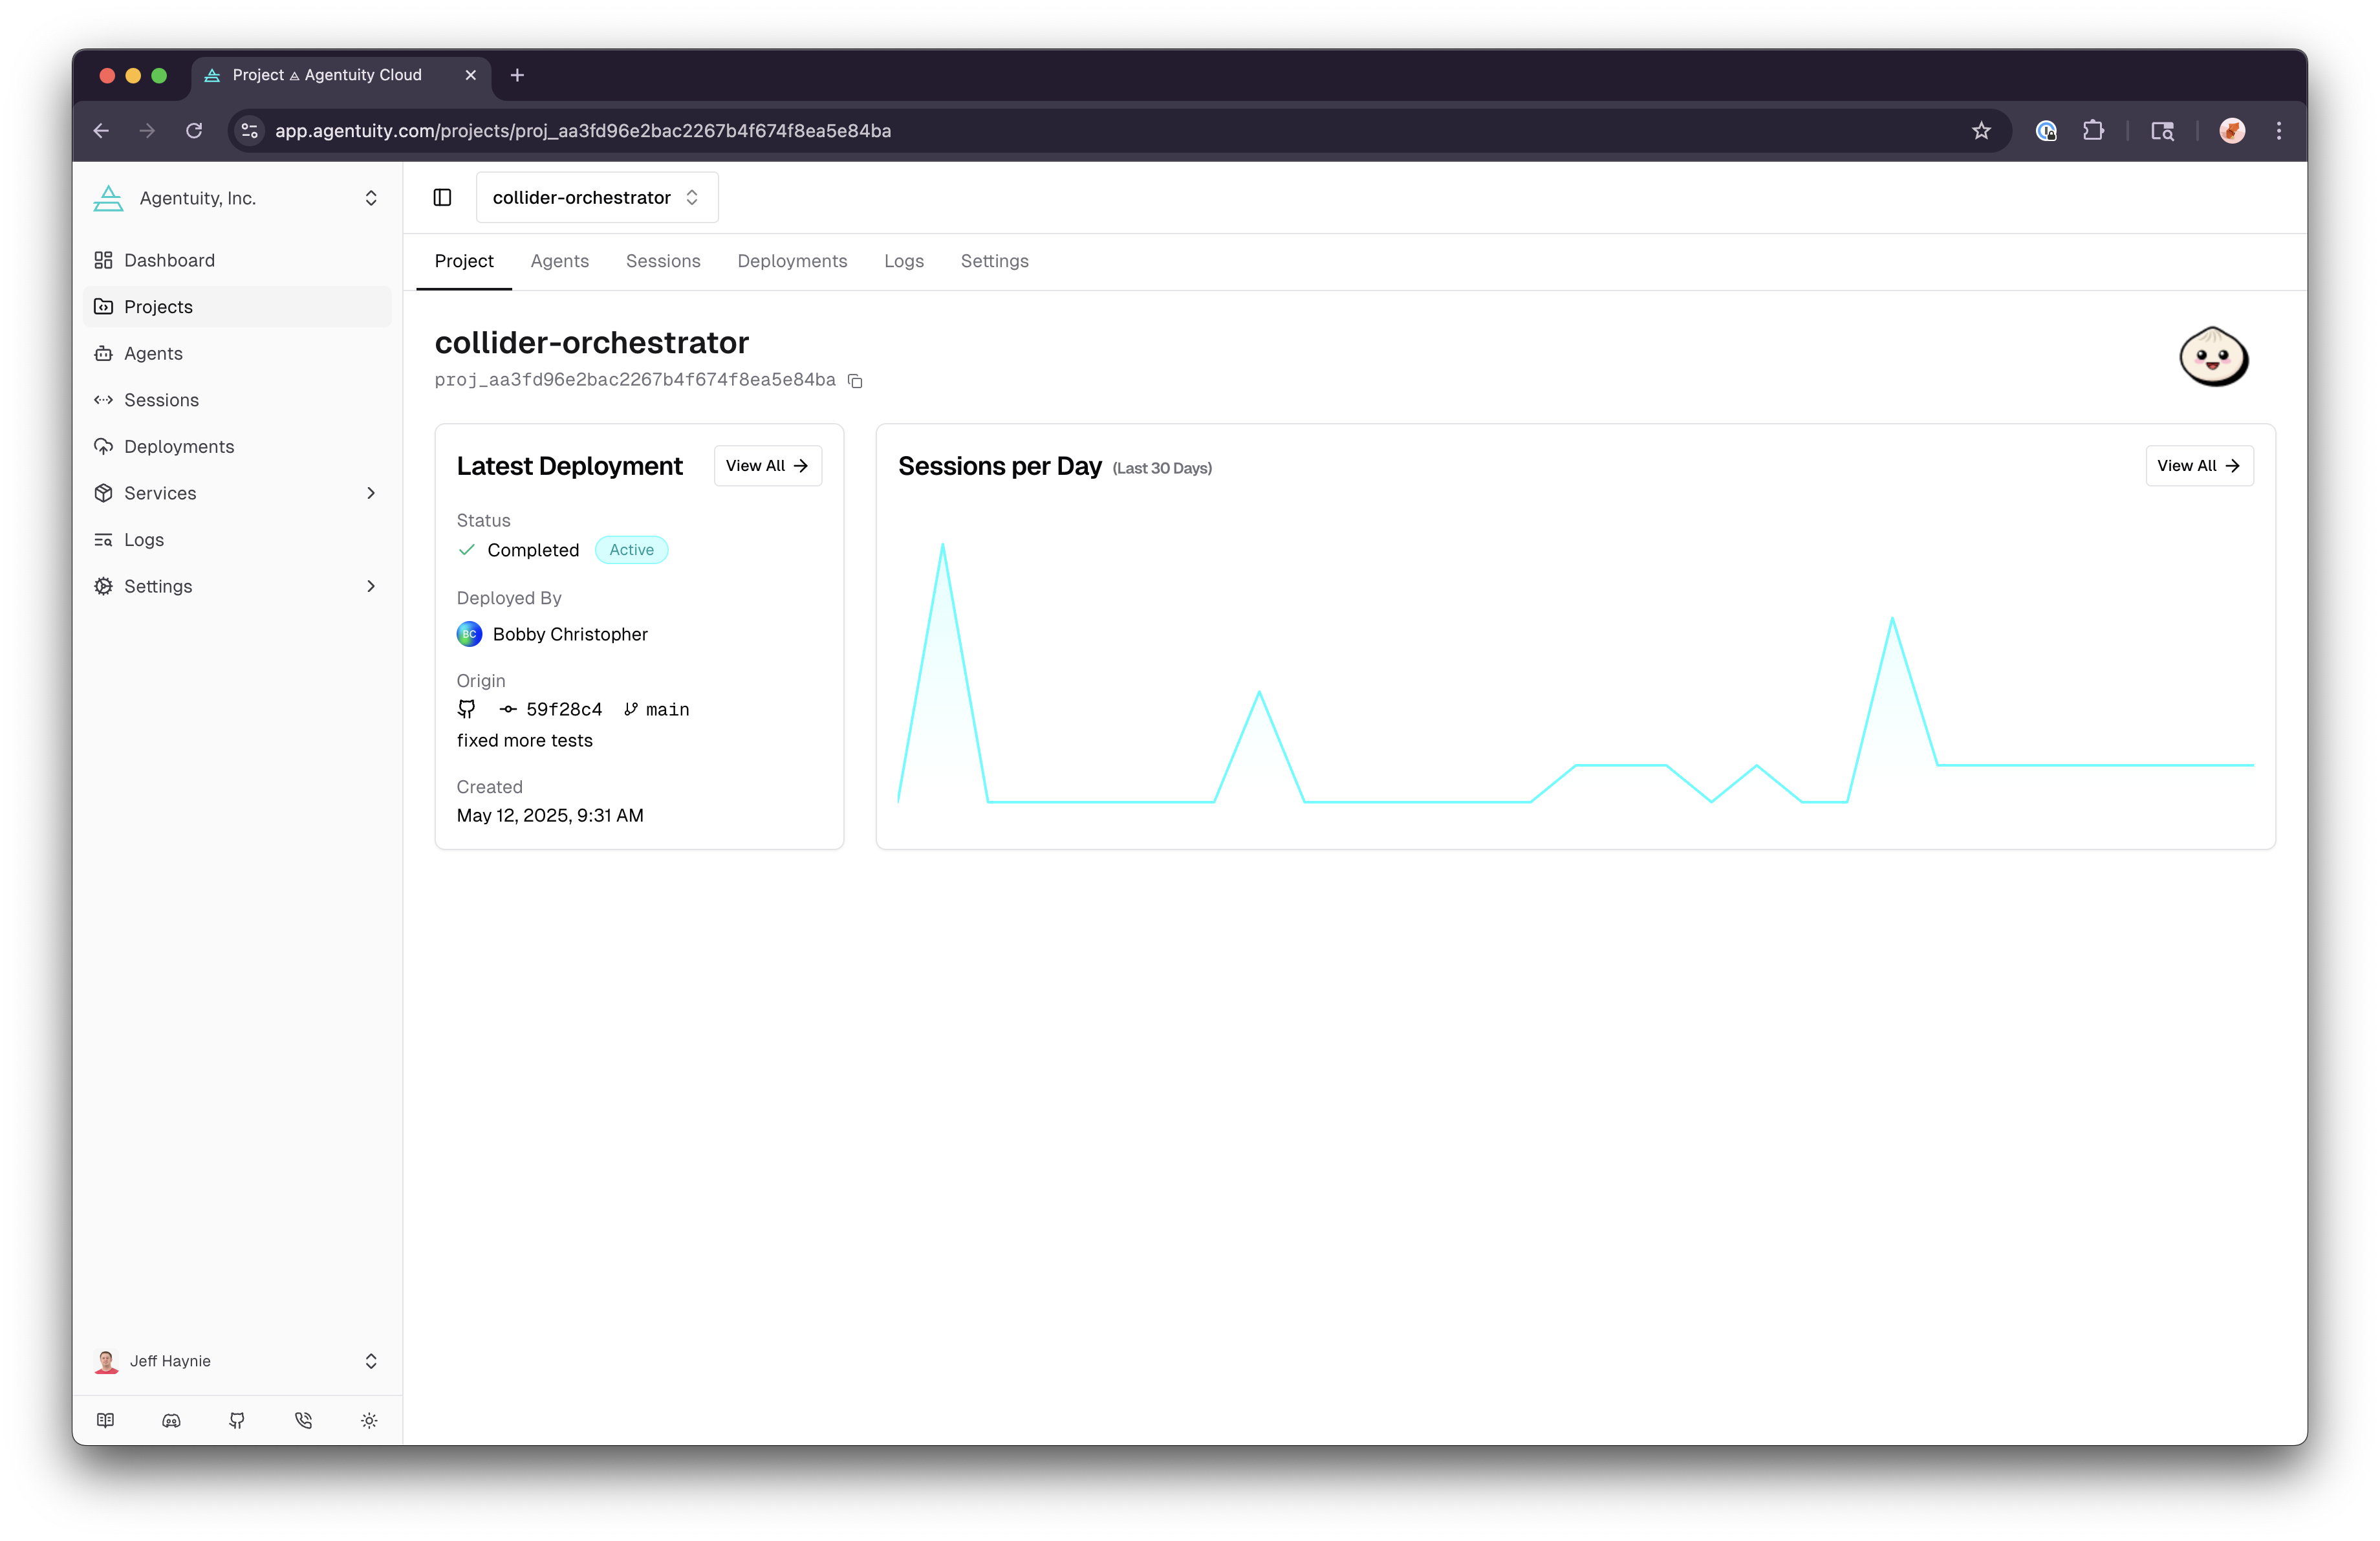 Project ⟁ Agentuity Cloud
app.agentuity.com/projects/proj_aa3fd96e2bac2267b4f674f8ea5e84ba
Agentuity, Inc.
Dashboard
Projects
Agents
Sessions
Deployments
Services
Logs
Settings
Jeff Haynie
collider-orchestrator
Project Agents Sessions Deployments Logs Settings
collider-orchestrator
proj_aa3fd96e2bac2267b4f674f8ea5e84ba
Latest Deployment View All →
Status
Completed Active
Deployed By
BC Bobby Christopher
Origin
59f28c4 main
fixed more tests
Created
May 12, 2025, 9:31 AM
Sessions per Day (Last 30 Days) View All →